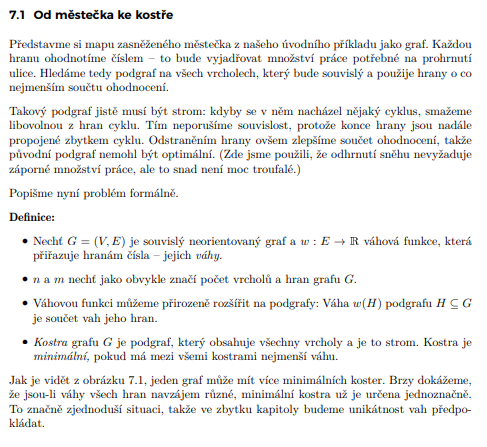 7.1 Od městečka ke kostře
Představme si mapu zasněženého městečka z našeho úvodního příkladu jako graf. Každou
hranu ohodnotíme číslem – to bude vyjadřovat množství práce potřebné na prohrnutí
ulice. Hledáme tedy podgraf na všech vrcholech, který bude souvislý a použije hrany o co
nejmenším součtu ohodnocení.
Takový podgraf jistě musí být strom: kdyby se v něm nacházel nějaký cyklus, smažeme
libovolnou z hran cyklu. Tím neporušíme souvislost, protože konce hrany jsou nadále
propojené zbytkem cyklu. Odstraněním hrany ovšem zlepšíme součet ohodnocení, takže
původní podgraf nemohl být optimální. (Zde jsme použili, že odhrnutí sněhu nevyžaduje
záporné množství práce, ale to snad není moc troufalé.)
Popišme nyní problém formálně.
Definice:
• Nechť G = (V, E) je souvislý neorientovaný graf a w : E → ℝ váhová funkce, která
přiřazuje hranám čísla – jejich váhy.
• n a m nechť jako obvykle značí počet vrcholů a hran grafu G.
• Váhovou funkci můžeme přirozeně rozšířit na podgrafy: Váha w(H) podgrafu H ⊆ G
je součet vah jeho hran.
• Kostra grafu G je podgraf, který obsahuje všechny vrcholy a je to strom. Kostra je
minimální, pokud má mezi všemi kostrami nejmenší váhu.
Jak je vidět z obrázku 7.1, jeden graf může mít více minimálních koster. Brzy dokážeme,
že jsou-li váhy všech hran navzájem různé, minimální kostra už je určena jednoznačně.
To značně zjednoduší situaci, takže ve zbytku kapitoly budeme unikátnost vah předpo-
kládat.